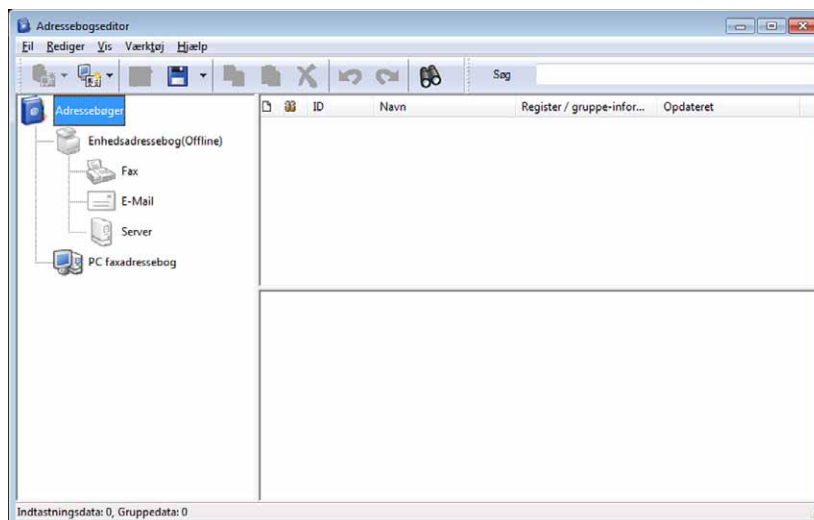 Adressebogseditor
Fil Rediger Vis Værktøj Hjælp
Søg
Adressebøger
Enhedsadressebog(Offline)
Fax
E-Mail
Server
PC faxadressebog
ID Navn Register / gruppe-infor... Opdateret
Indtastningsdata: 0, Gruppedata: 0